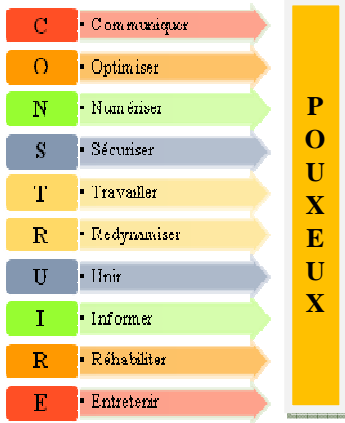 C Communiquer
O Optimiser
N Numériser
S Sécuriser
T Travailler
R Redynamiser
U Unir
I Informer
R Réhabiliter
E Entretenir
POUXEUX